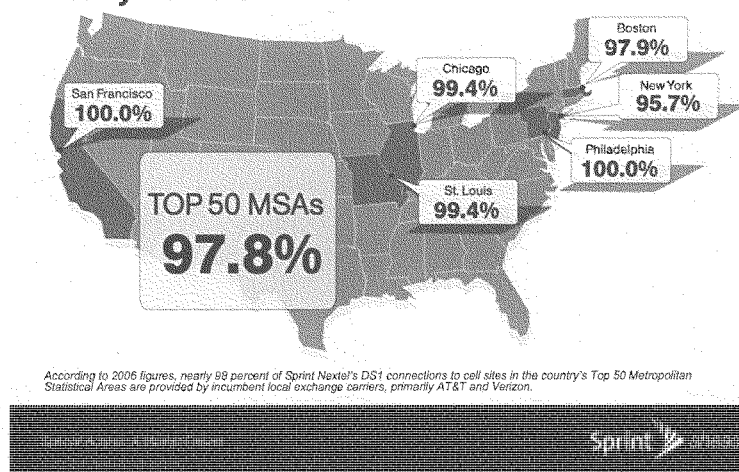 Boston
97.9%
Chicago
99.4%
New York
95.7%
San Francisco
100.0%
Philadelphia
100.0%
St. Louis
99.4%
TOP 50 MSAs
97.8%
According to 2006 figures, nearly 98 percent of Sprint Nextel's DS1 connections to cell sites in the country's Top 50 Metropolitan
Statistical Areas are provided by incumbent local exchange carriers, primarily AT&T and Verizon.
Sprint